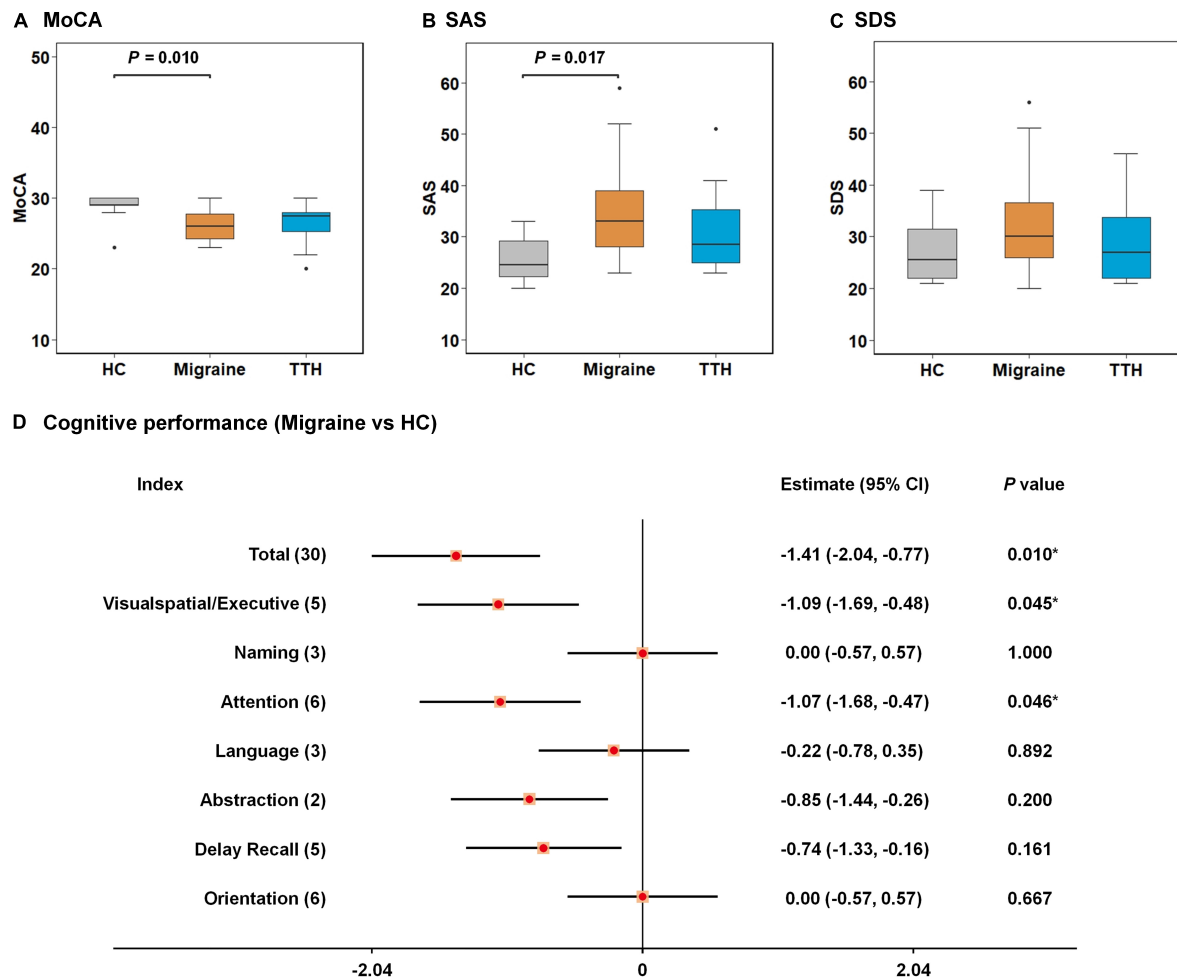 A MoCA
B SAS
C SDS
P = 0.010
P = 0.017
50
40
30
20
10
MoCA
HC Migraine TTH
60
50
40
30
20
10
SAS
HC Migraine TTH
60
50
40
30
20
10
SDS
HC Migraine TTH
D Cognitive performance (Migraine vs HC)
Index Estimate (95% CI) P value
Total (30) -1.41 (-2.04, -0.77) 0.010*
Visualspatial/Executive (5) -1.09 (-1.69, -0.48) 0.045*
Naming (3) 0.00 (-0.57, 0.57) 1.000
Attention (6) -1.07 (-1.68, -0.47) 0.046*
Language (3) -0.22 (-0.78, 0.35) 0.892
Abstraction (2) -0.85 (-1.44, -0.26) 0.200
Delay Recall (5) -0.74 (-1.33, -0.16) 0.161
Orientation (6) 0.00 (-0.57, 0.57) 0.667
-2.04 0 2.04